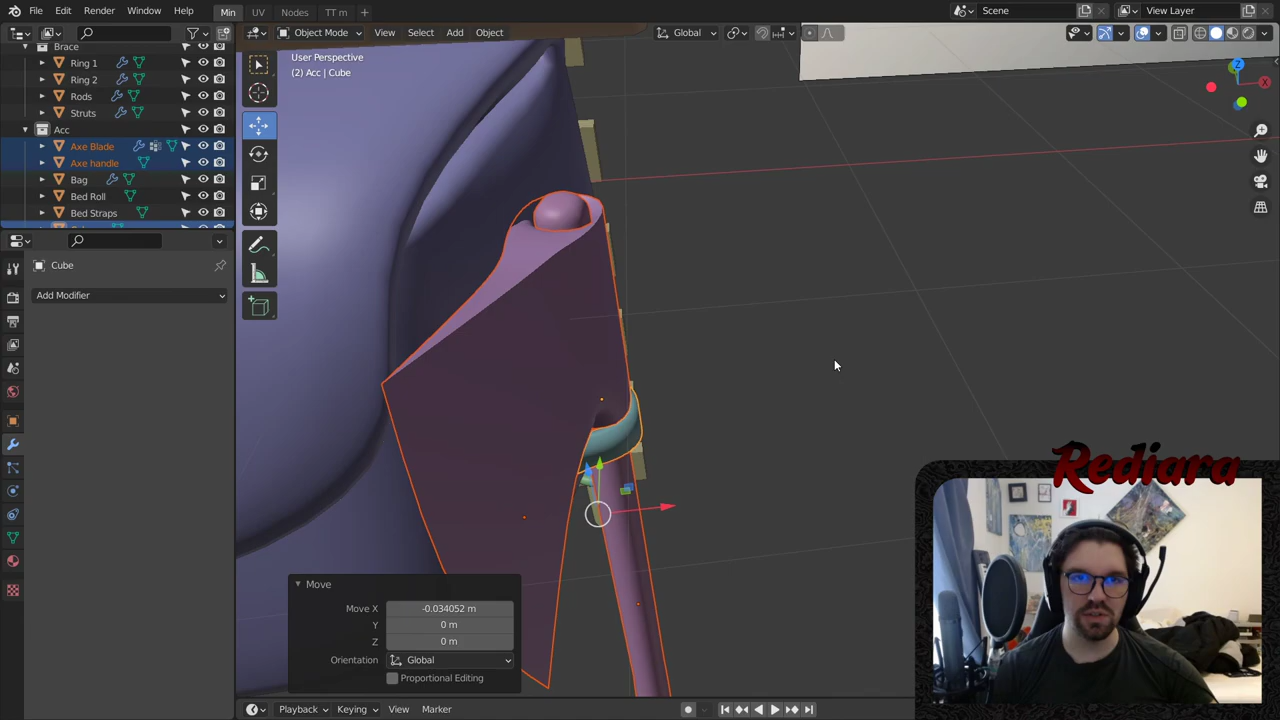 File Edit Render Window Help
Min UV Nodes TT m
Scene
View Layer
Object Mode View Select Add Object
Global
User Perspective
(2) Acc | Cube
Brace
Ring 1
Ring 2
Rods
Struts
Acc
Axe Blade
Axe handle
Bag
Bed Roll
Bed Straps
Cube
Add Modifier
Z
X
Move
Move X -0.034052 m
Y 0 m
Z 0 m
Orientation Global
Proportional Editing
Playback Keying View Marker
Rediara